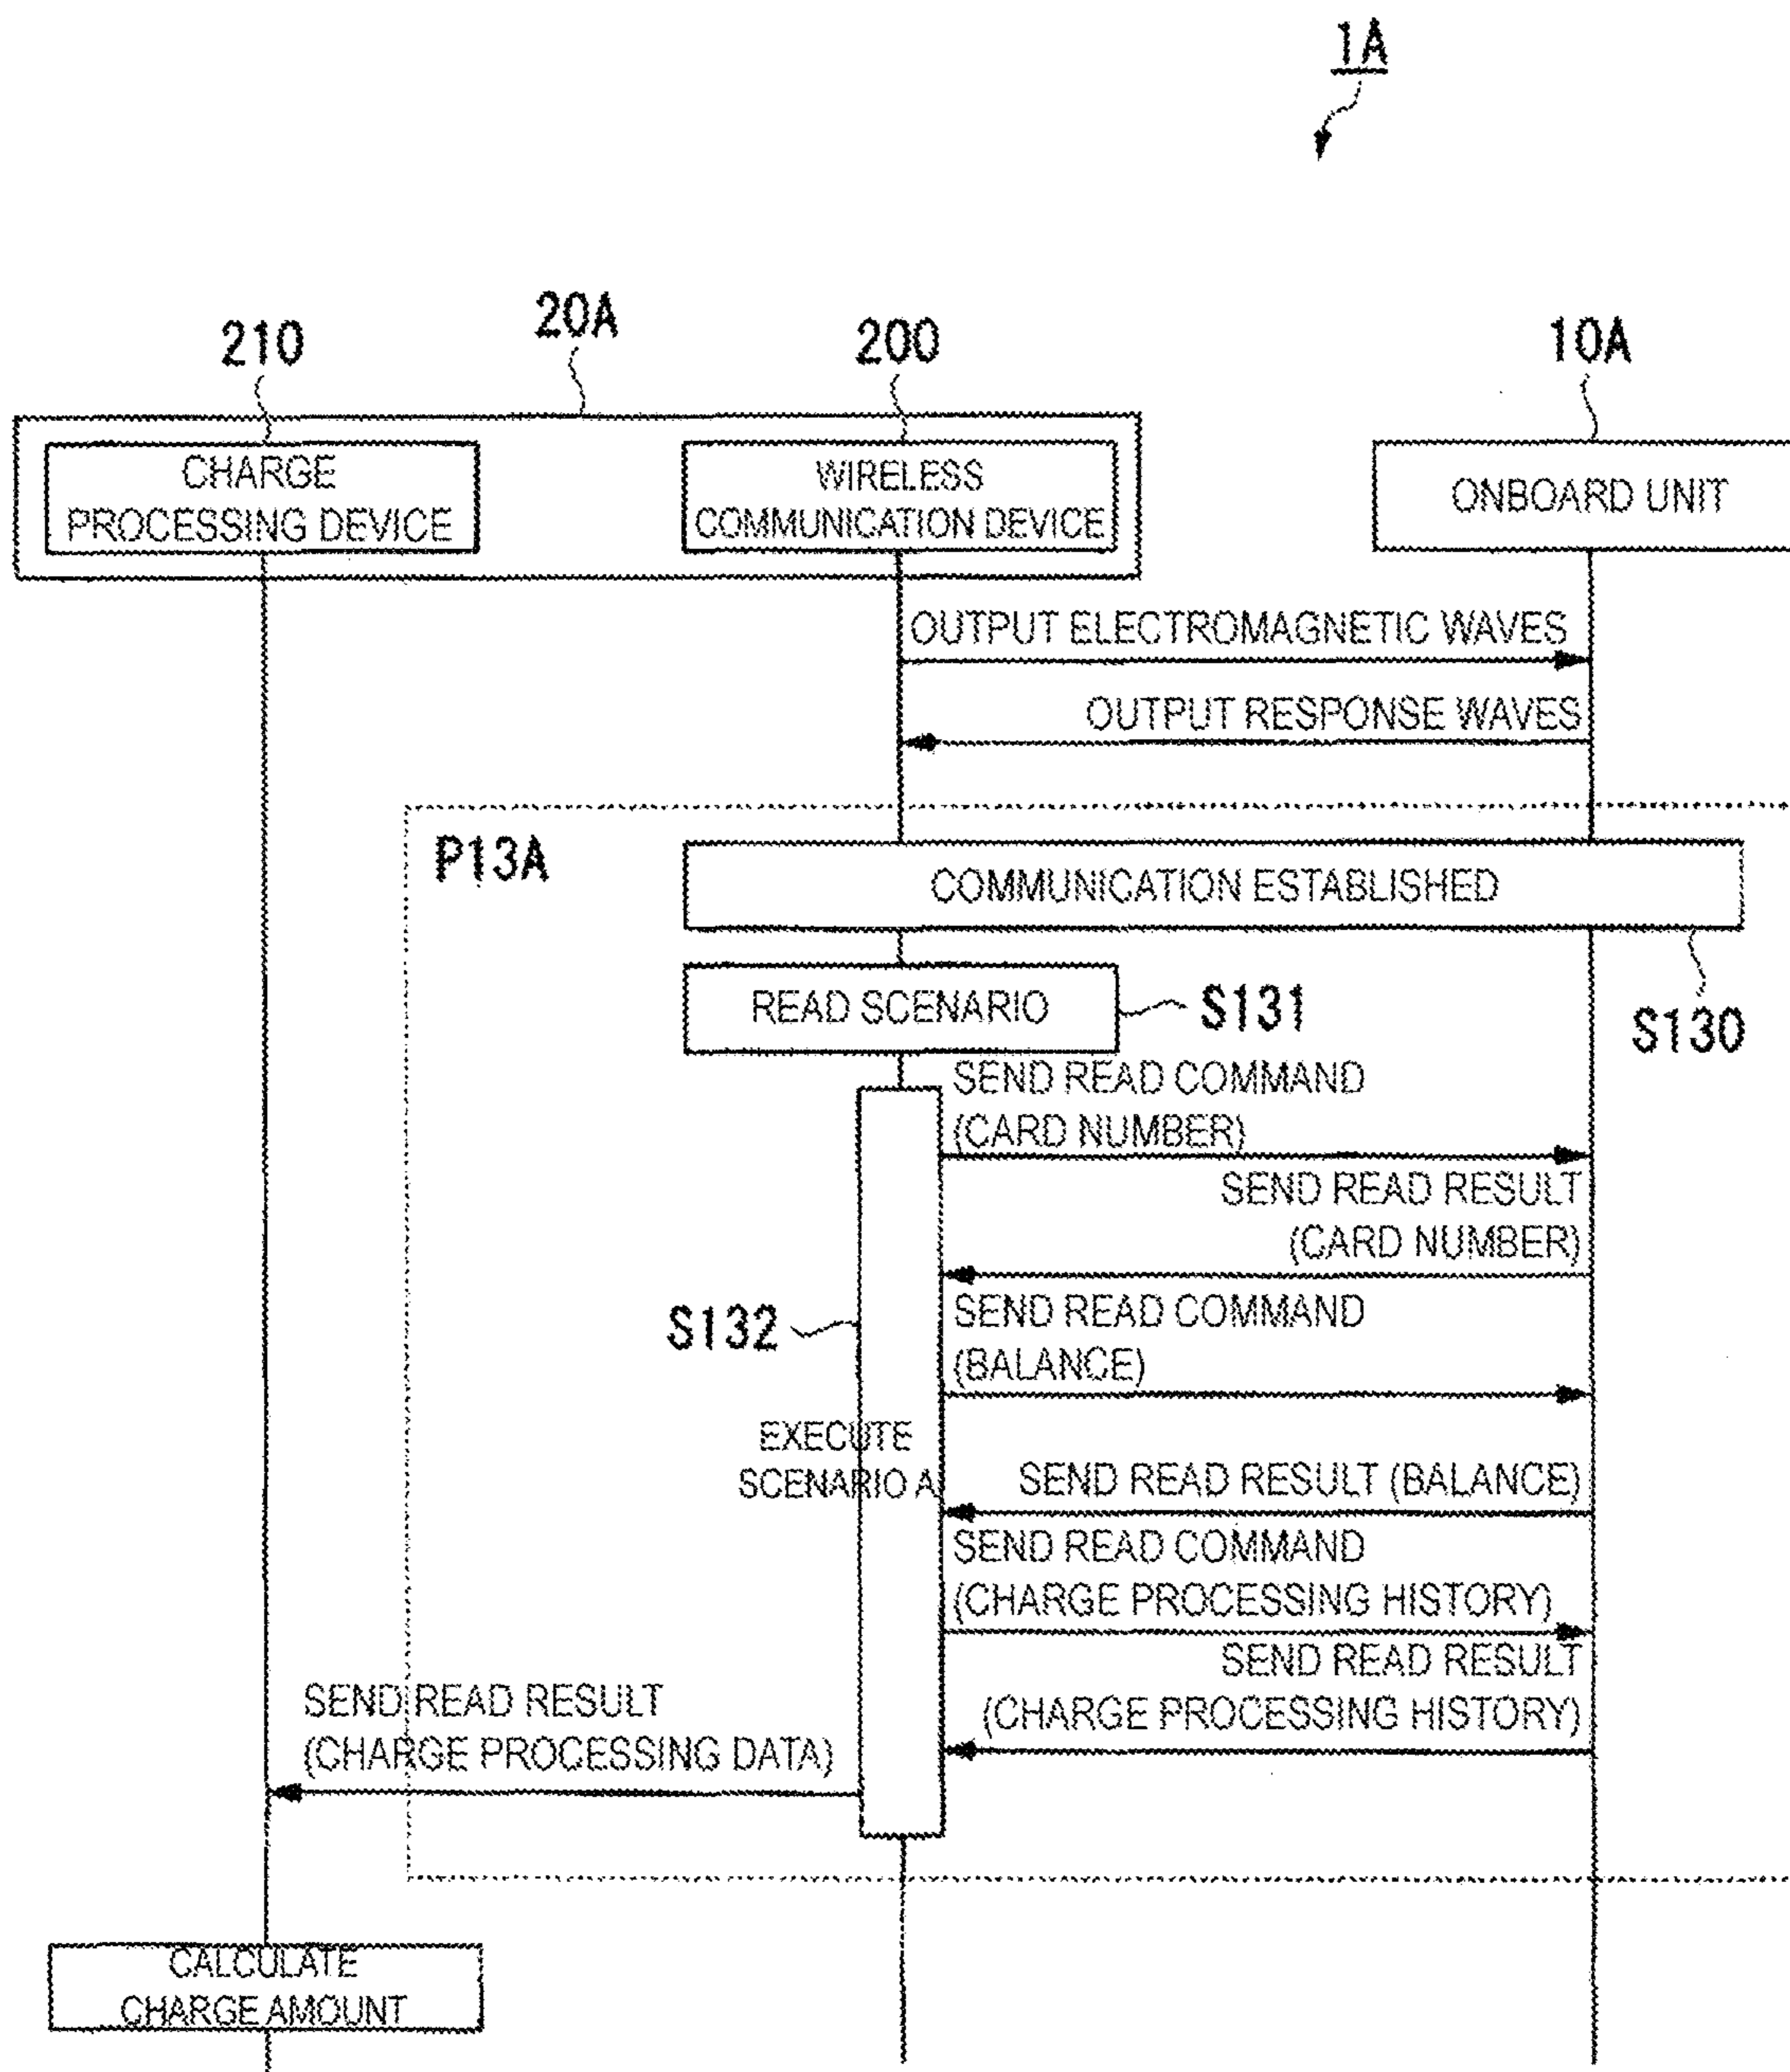 1A
210
20A
200
10A
CHARGE
PROCESSING DEVICE
WIRELESS
COMMUNICATION DEVICE
ONBOARD UNIT
OUTPUT ELECTROMAGNETIC WAVES
OUTPUT RESPONSE WAVES
P13A
COMMUNICATION ESTABLISHED
READ SCENARIO
S131
S130
SEND READ COMMAND
(CARD NUMBER)
SEND READ RESULT
(CARD NUMBER)
SEND READ COMMAND
(BALANCE)
S132
EXECUTE
SCENARIO A
SEND READ RESULT (BALANCE)
SEND READ COMMAND
(CHARGE PROCESSING HISTORY)
SEND READ RESULT
(CHARGE PROCESSING HISTORY)
SEND READ RESULT
(CHARGE PROCESSING DATA)
CALCULATE
CHARGE AMOUNT